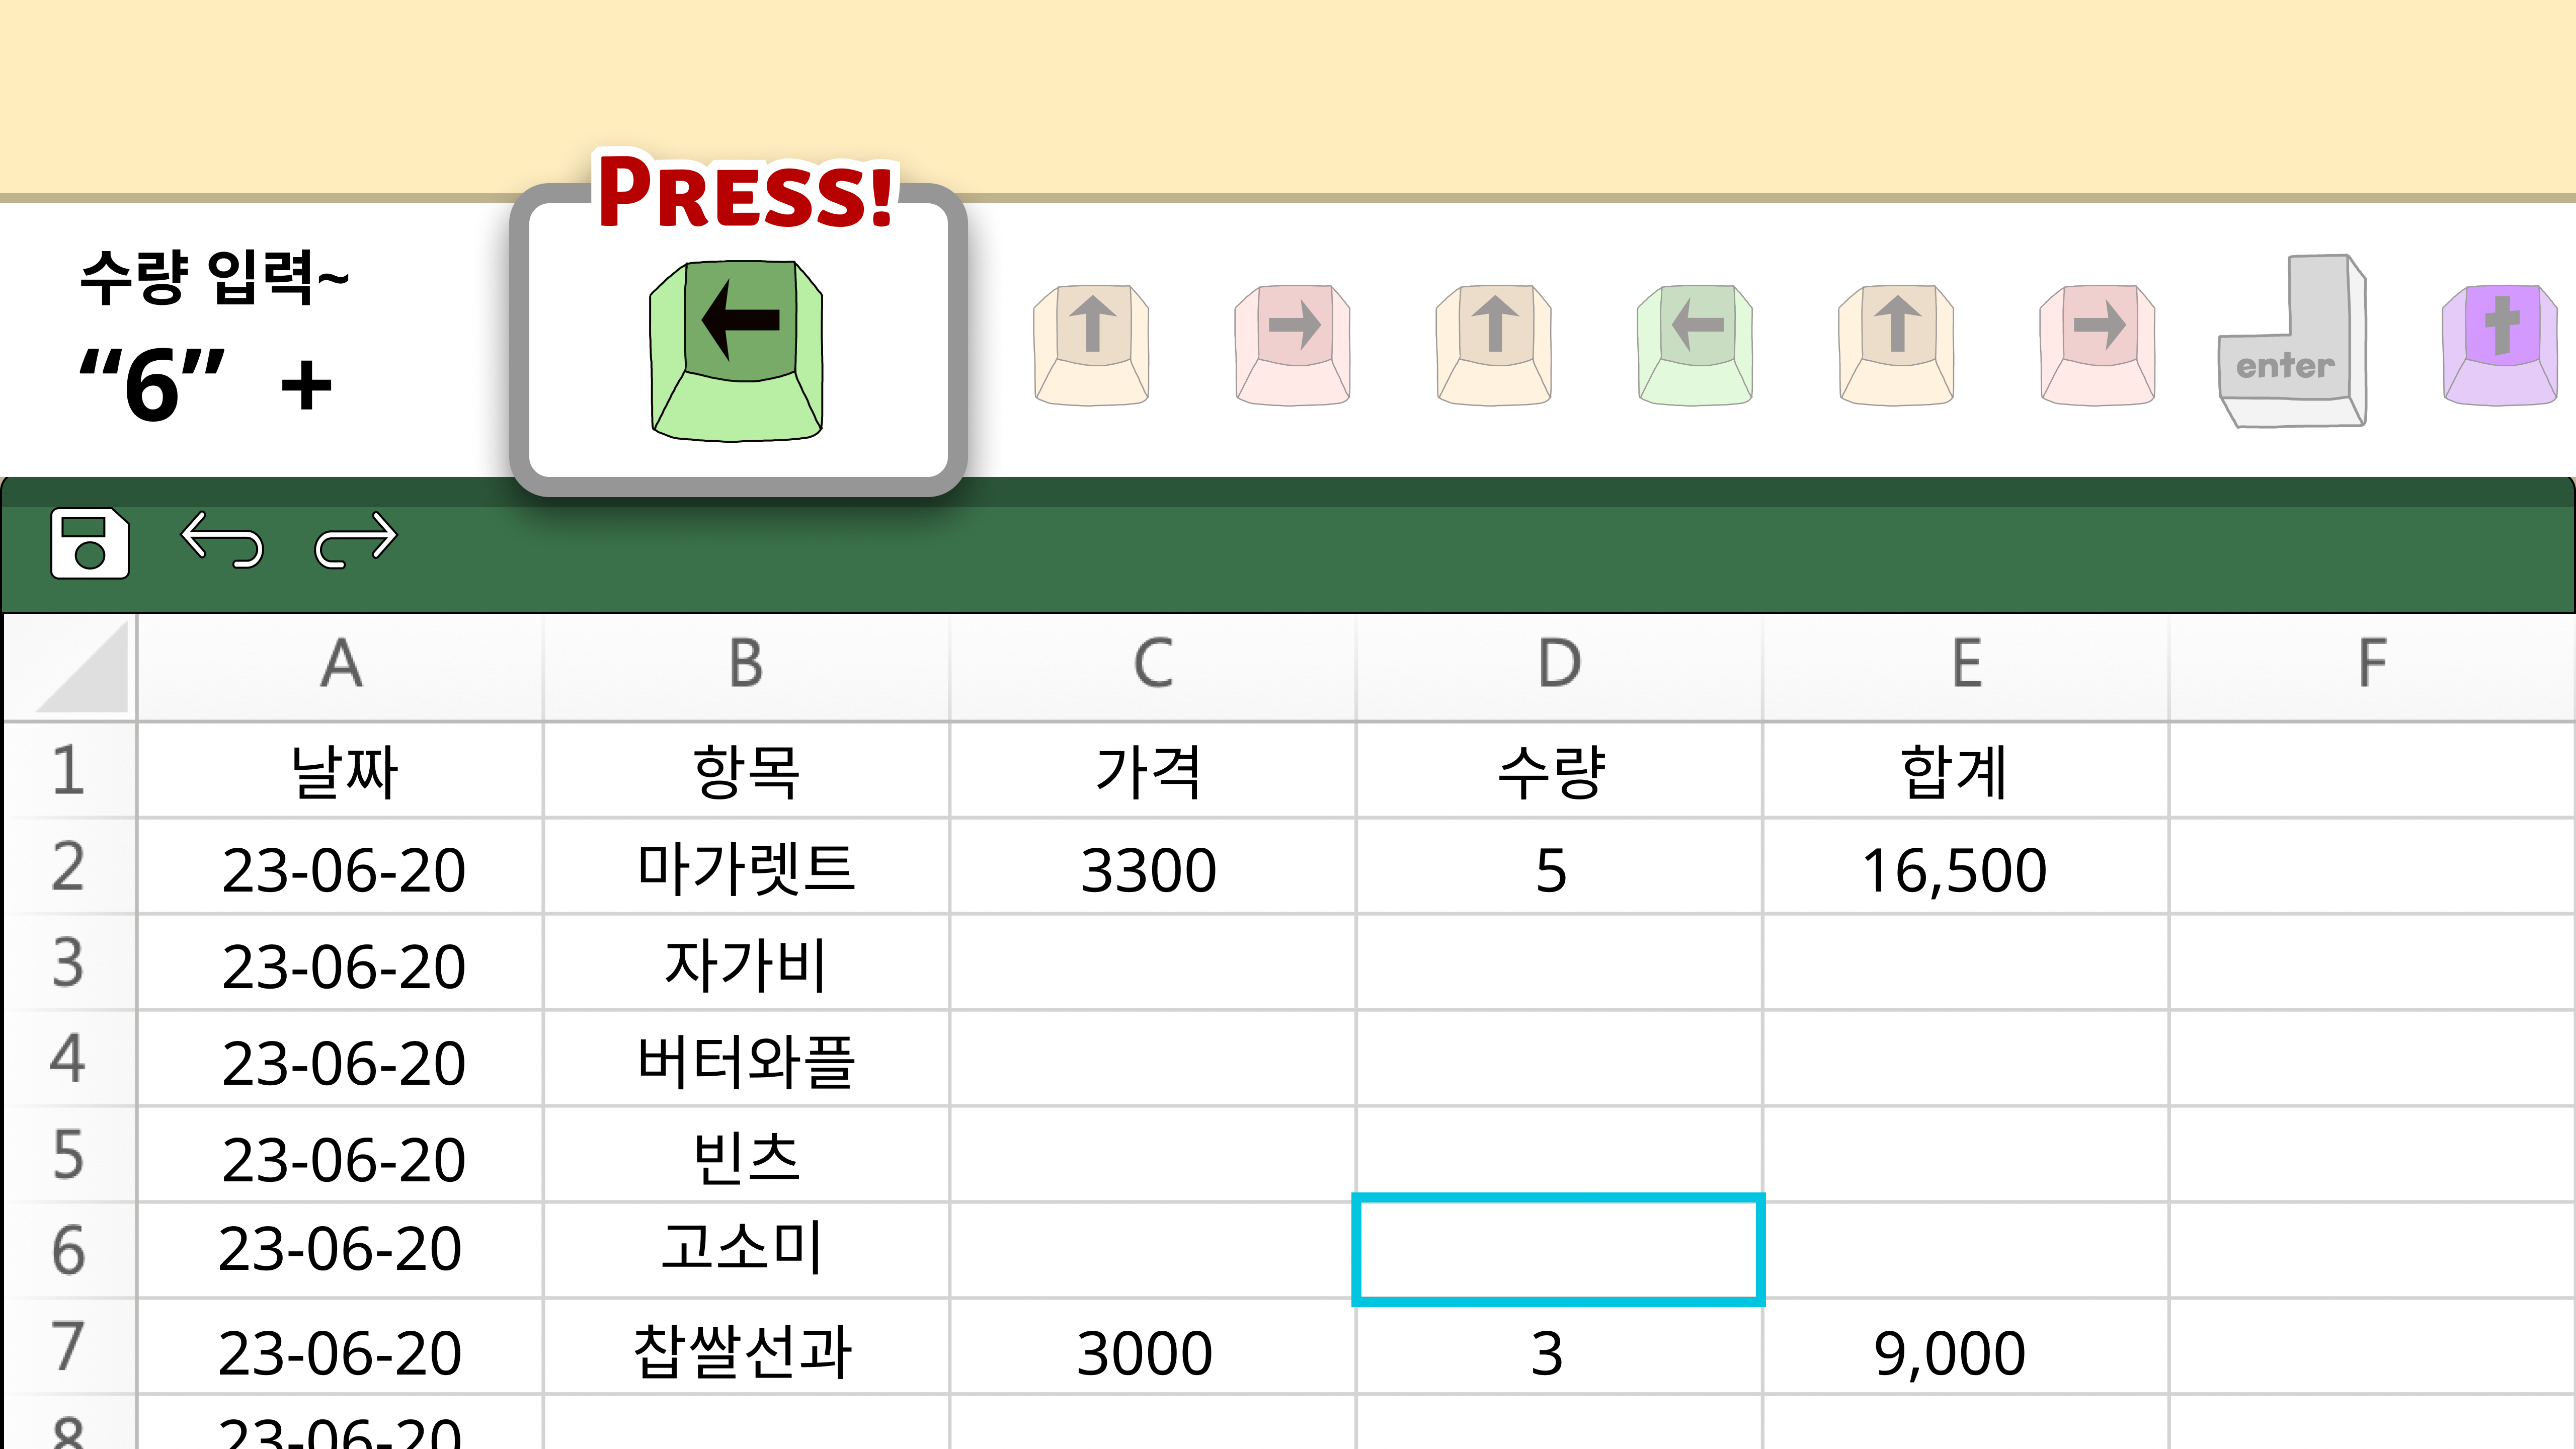 PRESS!
수량 입력~
“6” +
enter
A B C D E F
1 날짜 항목 가격 수량 합계
2 23-06-20 마가렛트 3300 5 16,500
3 23-06-20 자가비
4 23-06-20 버터와플
5 23-06-20 빈츠
6 23-06-20 고소미
7 23-06-20 찹쌀선과 3000 3 9,000
8 23-06-20